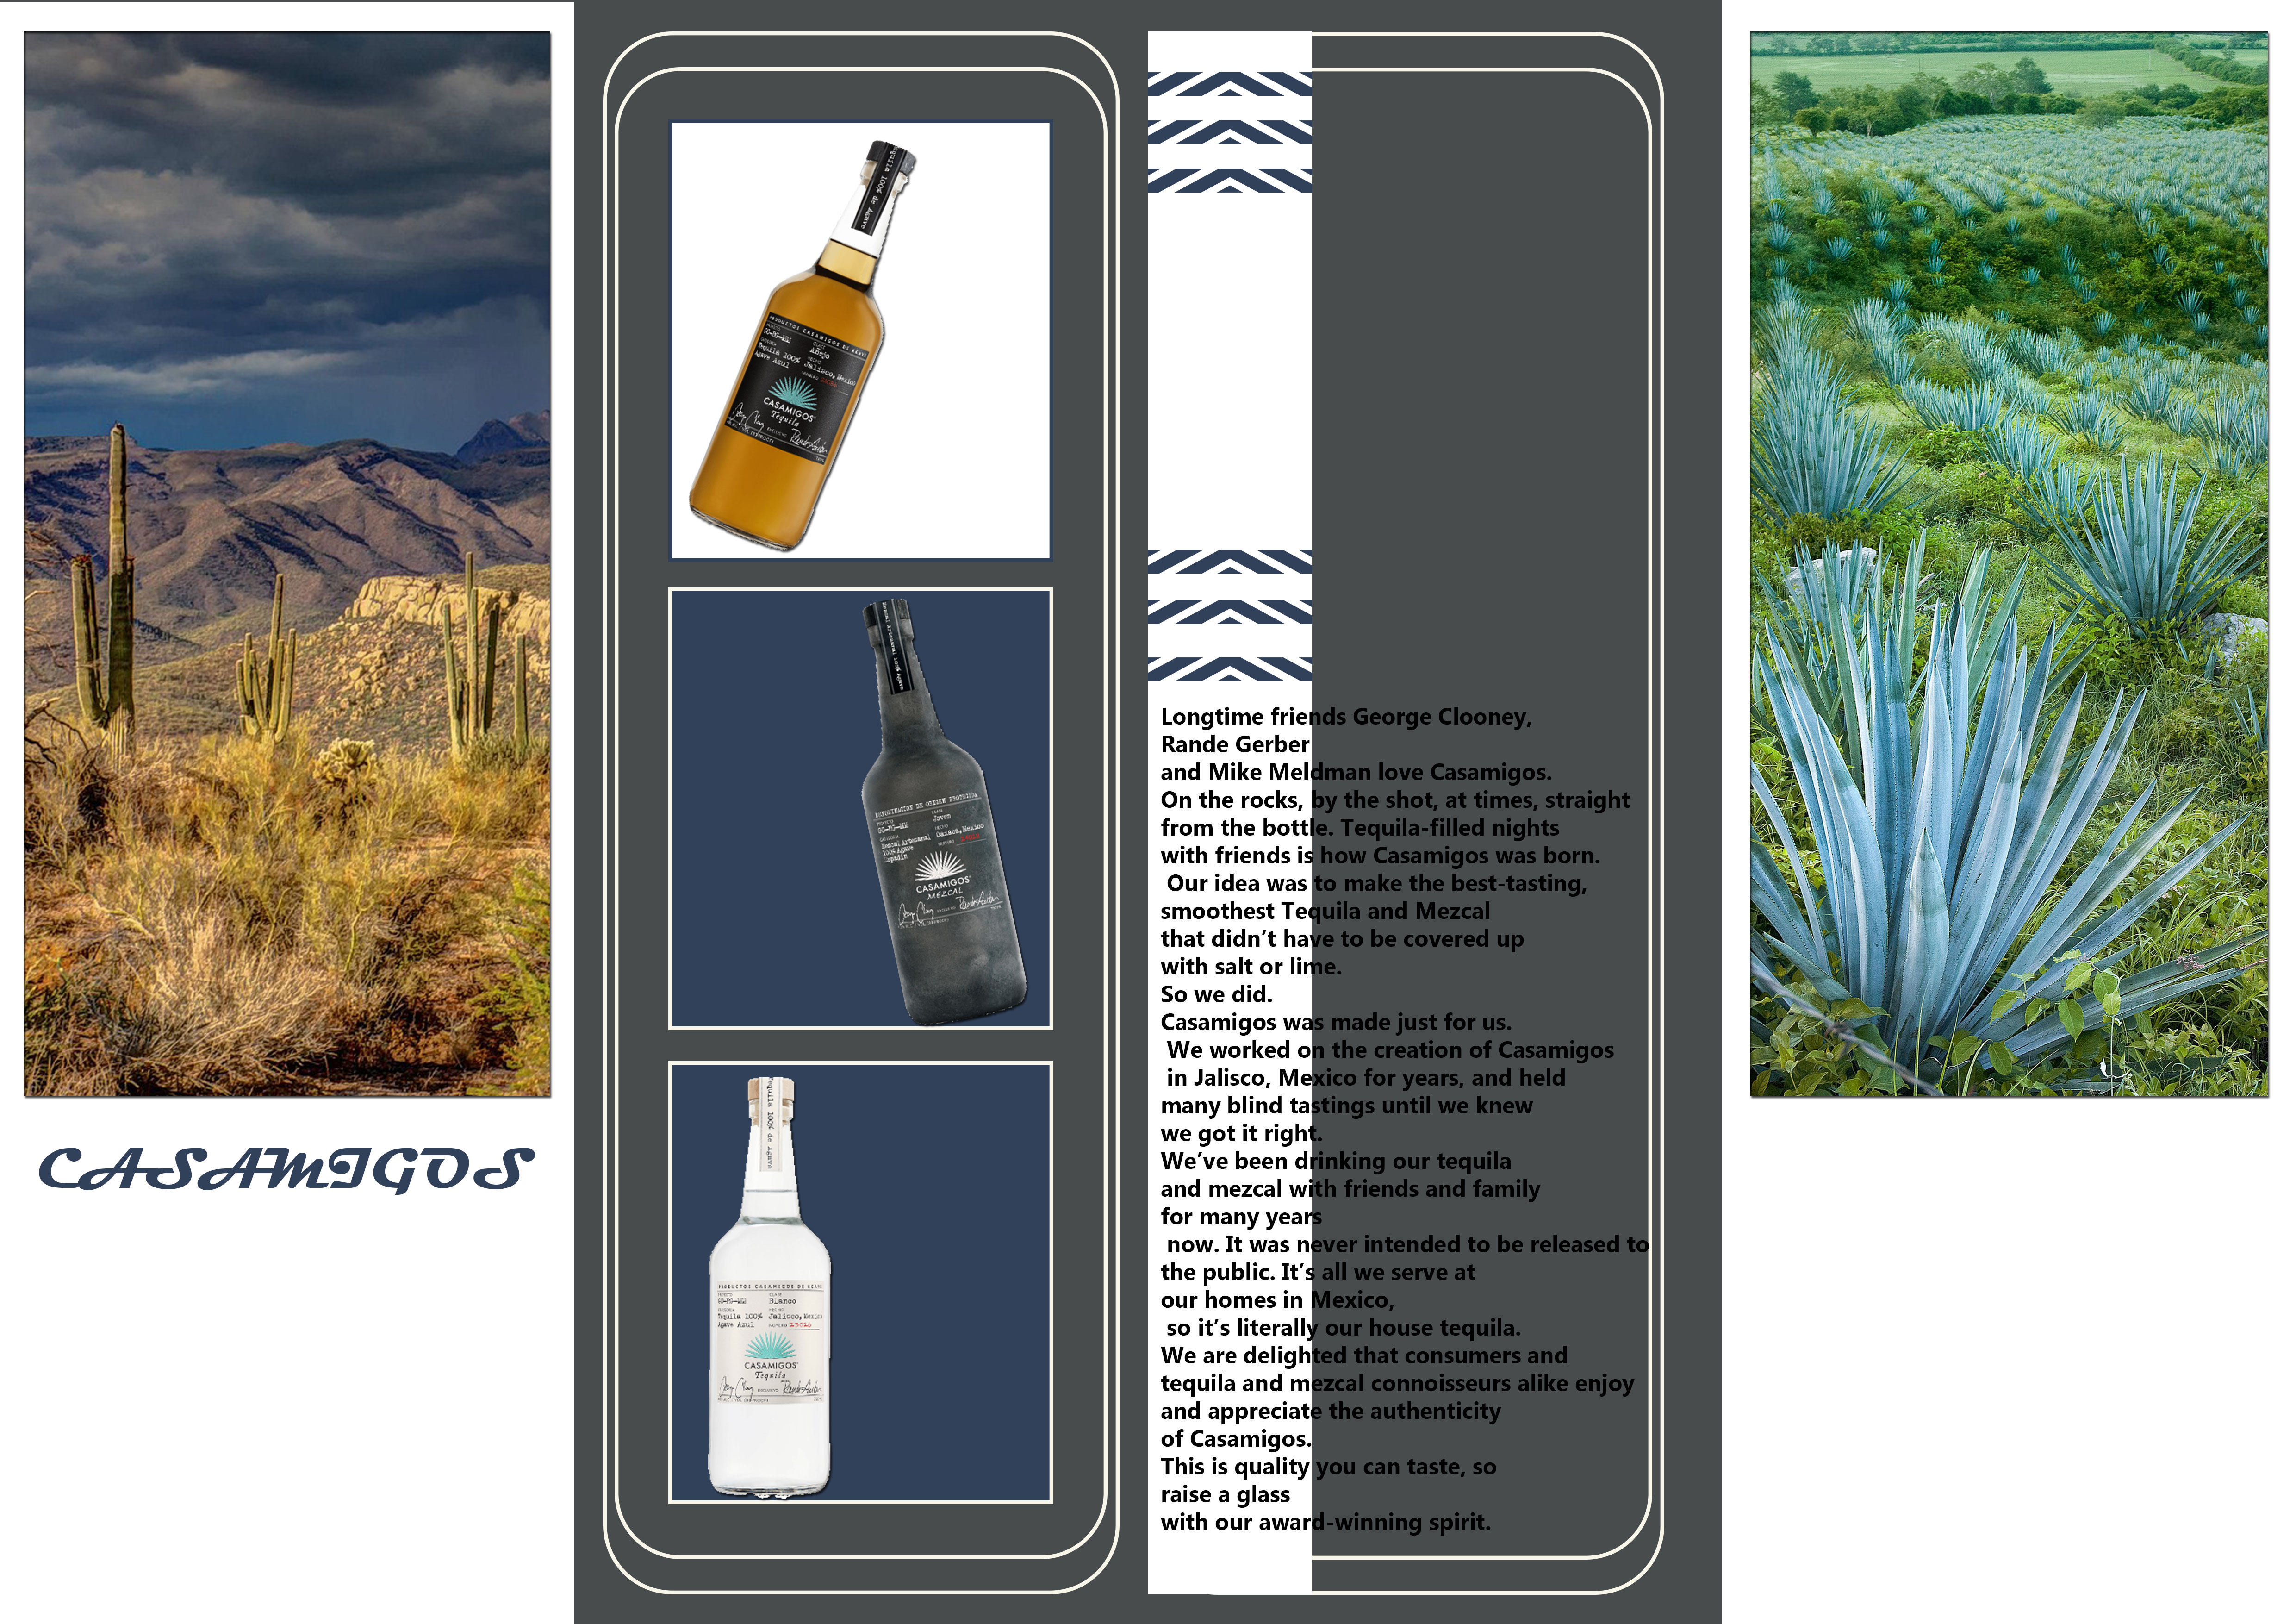 CASAMIGOS
Tequila 100% de Agave
PRODUCTOS CASAMIGOS DE
Añejo
Tequila 100%
Jalisco, Mexico
Agave Azul
CASAMIGOS
Tequila
DENOMINACION DE ORIGEN PROTEGIDA
Joven
Mezcal Artesanal
Oaxaca, Mexico
100% Agave
Espadin
CASAMIGOS
MEZCAL
Tequila 100% de Agave
PRODUCTOS CASAMIGOS DE
Blanco
Tequila 100%
Jalisco, Mexico
Agave Azul
CASAMIGOS
Tequila
Longtime friends George Clooney,
Rande Gerber
and Mike Meldman love Casamigos.
On the rocks, by the shot, at times, straight
from the bottle. Tequila-filled nights
with friends is how Casamigos was born.
Our idea was to make the best-tasting,
smoothest Tequila and Mezcal
that didn’t have to be covered up
with salt or lime.
So we did.
Casamigos was made just for us.
We worked on the creation of Casamigos
in Jalisco, Mexico for years, and held
many blind tastings until we knew
we got it right.
We’ve been drinking our tequila
and mezcal with friends and family
for many years
now. It was never intended to be released to
the public. It’s all we serve at
our homes in Mexico,
so it’s literally our house tequila.
We are delighted that consumers and
tequila and mezcal connoisseurs alike enjoy
and appreciate the authenticity
of Casamigos.
This is quality you can taste, so
raise a glass
with our award-winning spirit.